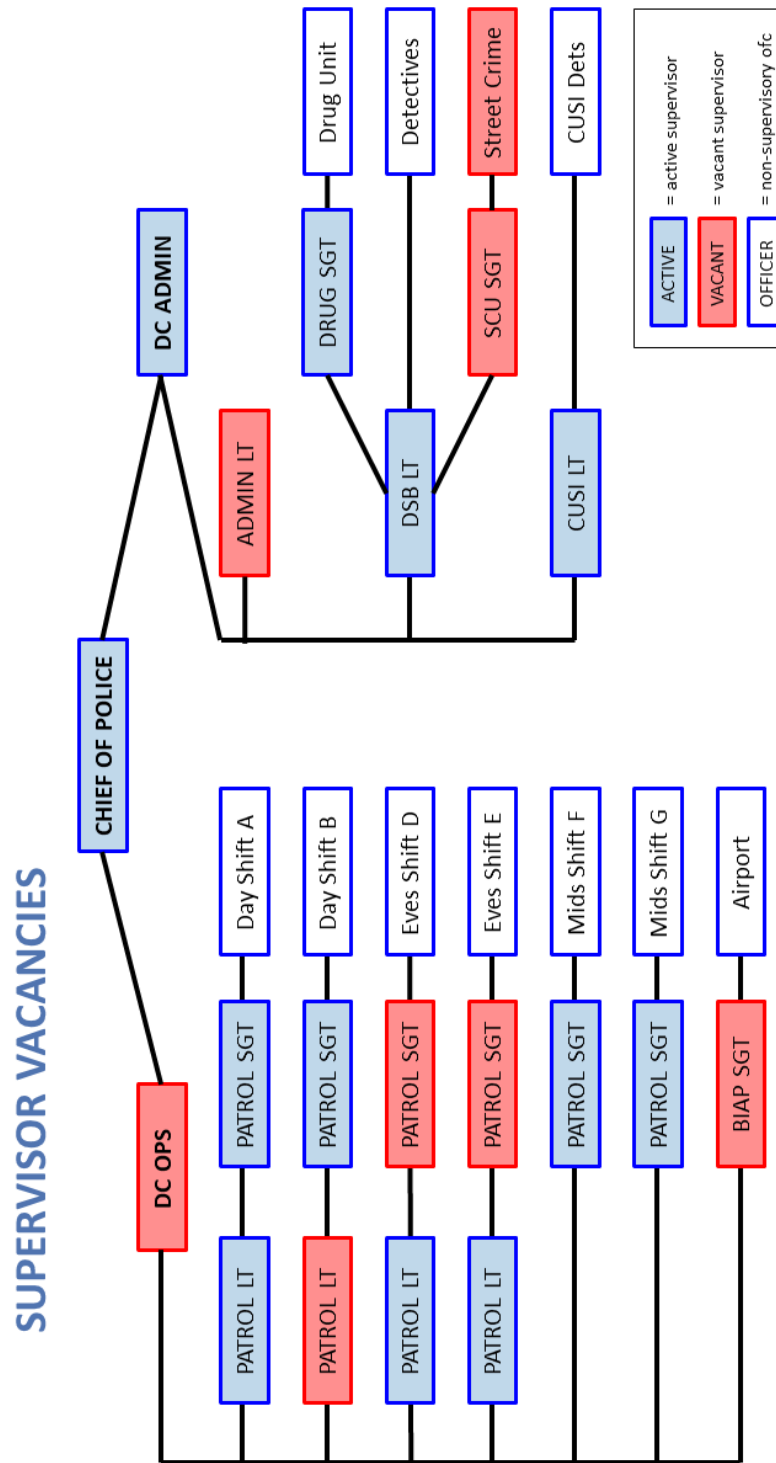 SUPERVISOR VACANCIES
CHIEF OF POLICE
DC OPS
DC ADMIN
PATROL LT
PATROL SGT
Day Shift A
PATROL LT
PATROL SGT
Day Shift B
PATROL LT
PATROL SGT
Eves Shift D
PATROL LT
PATROL SGT
Eves Shift E
PATROL SGT
Mids Shift F
PATROL SGT
Mids Shift G
BIAP SGT
Airport
ADMIN LT
DRUG SGT
Drug Unit
DSB LT
Detectives
SCU SGT
Street Crime
CUSI LT
CUSI Dets
ACTIVE = active supervisor
VACANT = vacant supervisor
OFFICER = non-supervisory ofc